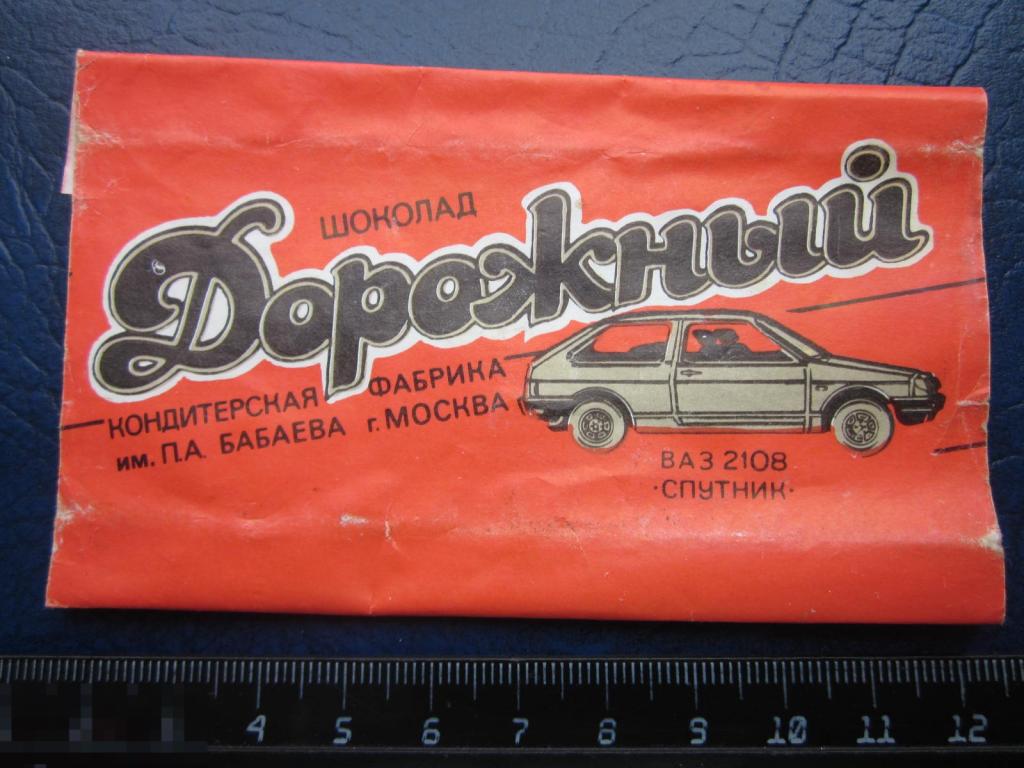 ШОКОЛАД
Дорожный
КОНДИТЕРСКАЯ ФАБРИКА
им. П.А. БАБАЕВА г. МОСКВА
ВАЗ 2108
·СПУТНИК·
4 5 6 7 8 9 10 11 12